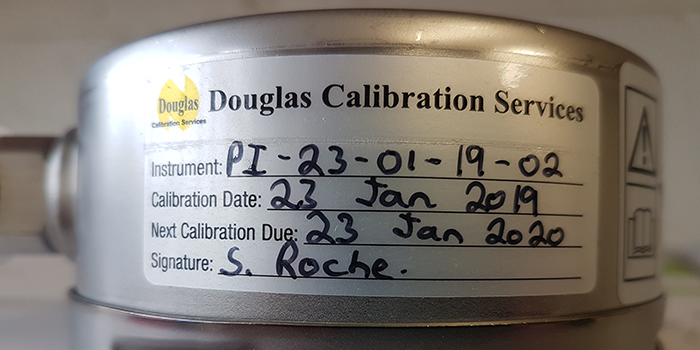 Douglas
Calibration Services
Douglas Calibration Services
Instrument: PI-23-01-19-02
Calibration Date: 23 Jan 2019
Next Calibration Due: 23 Jan 2020
Signature: S. Roche.